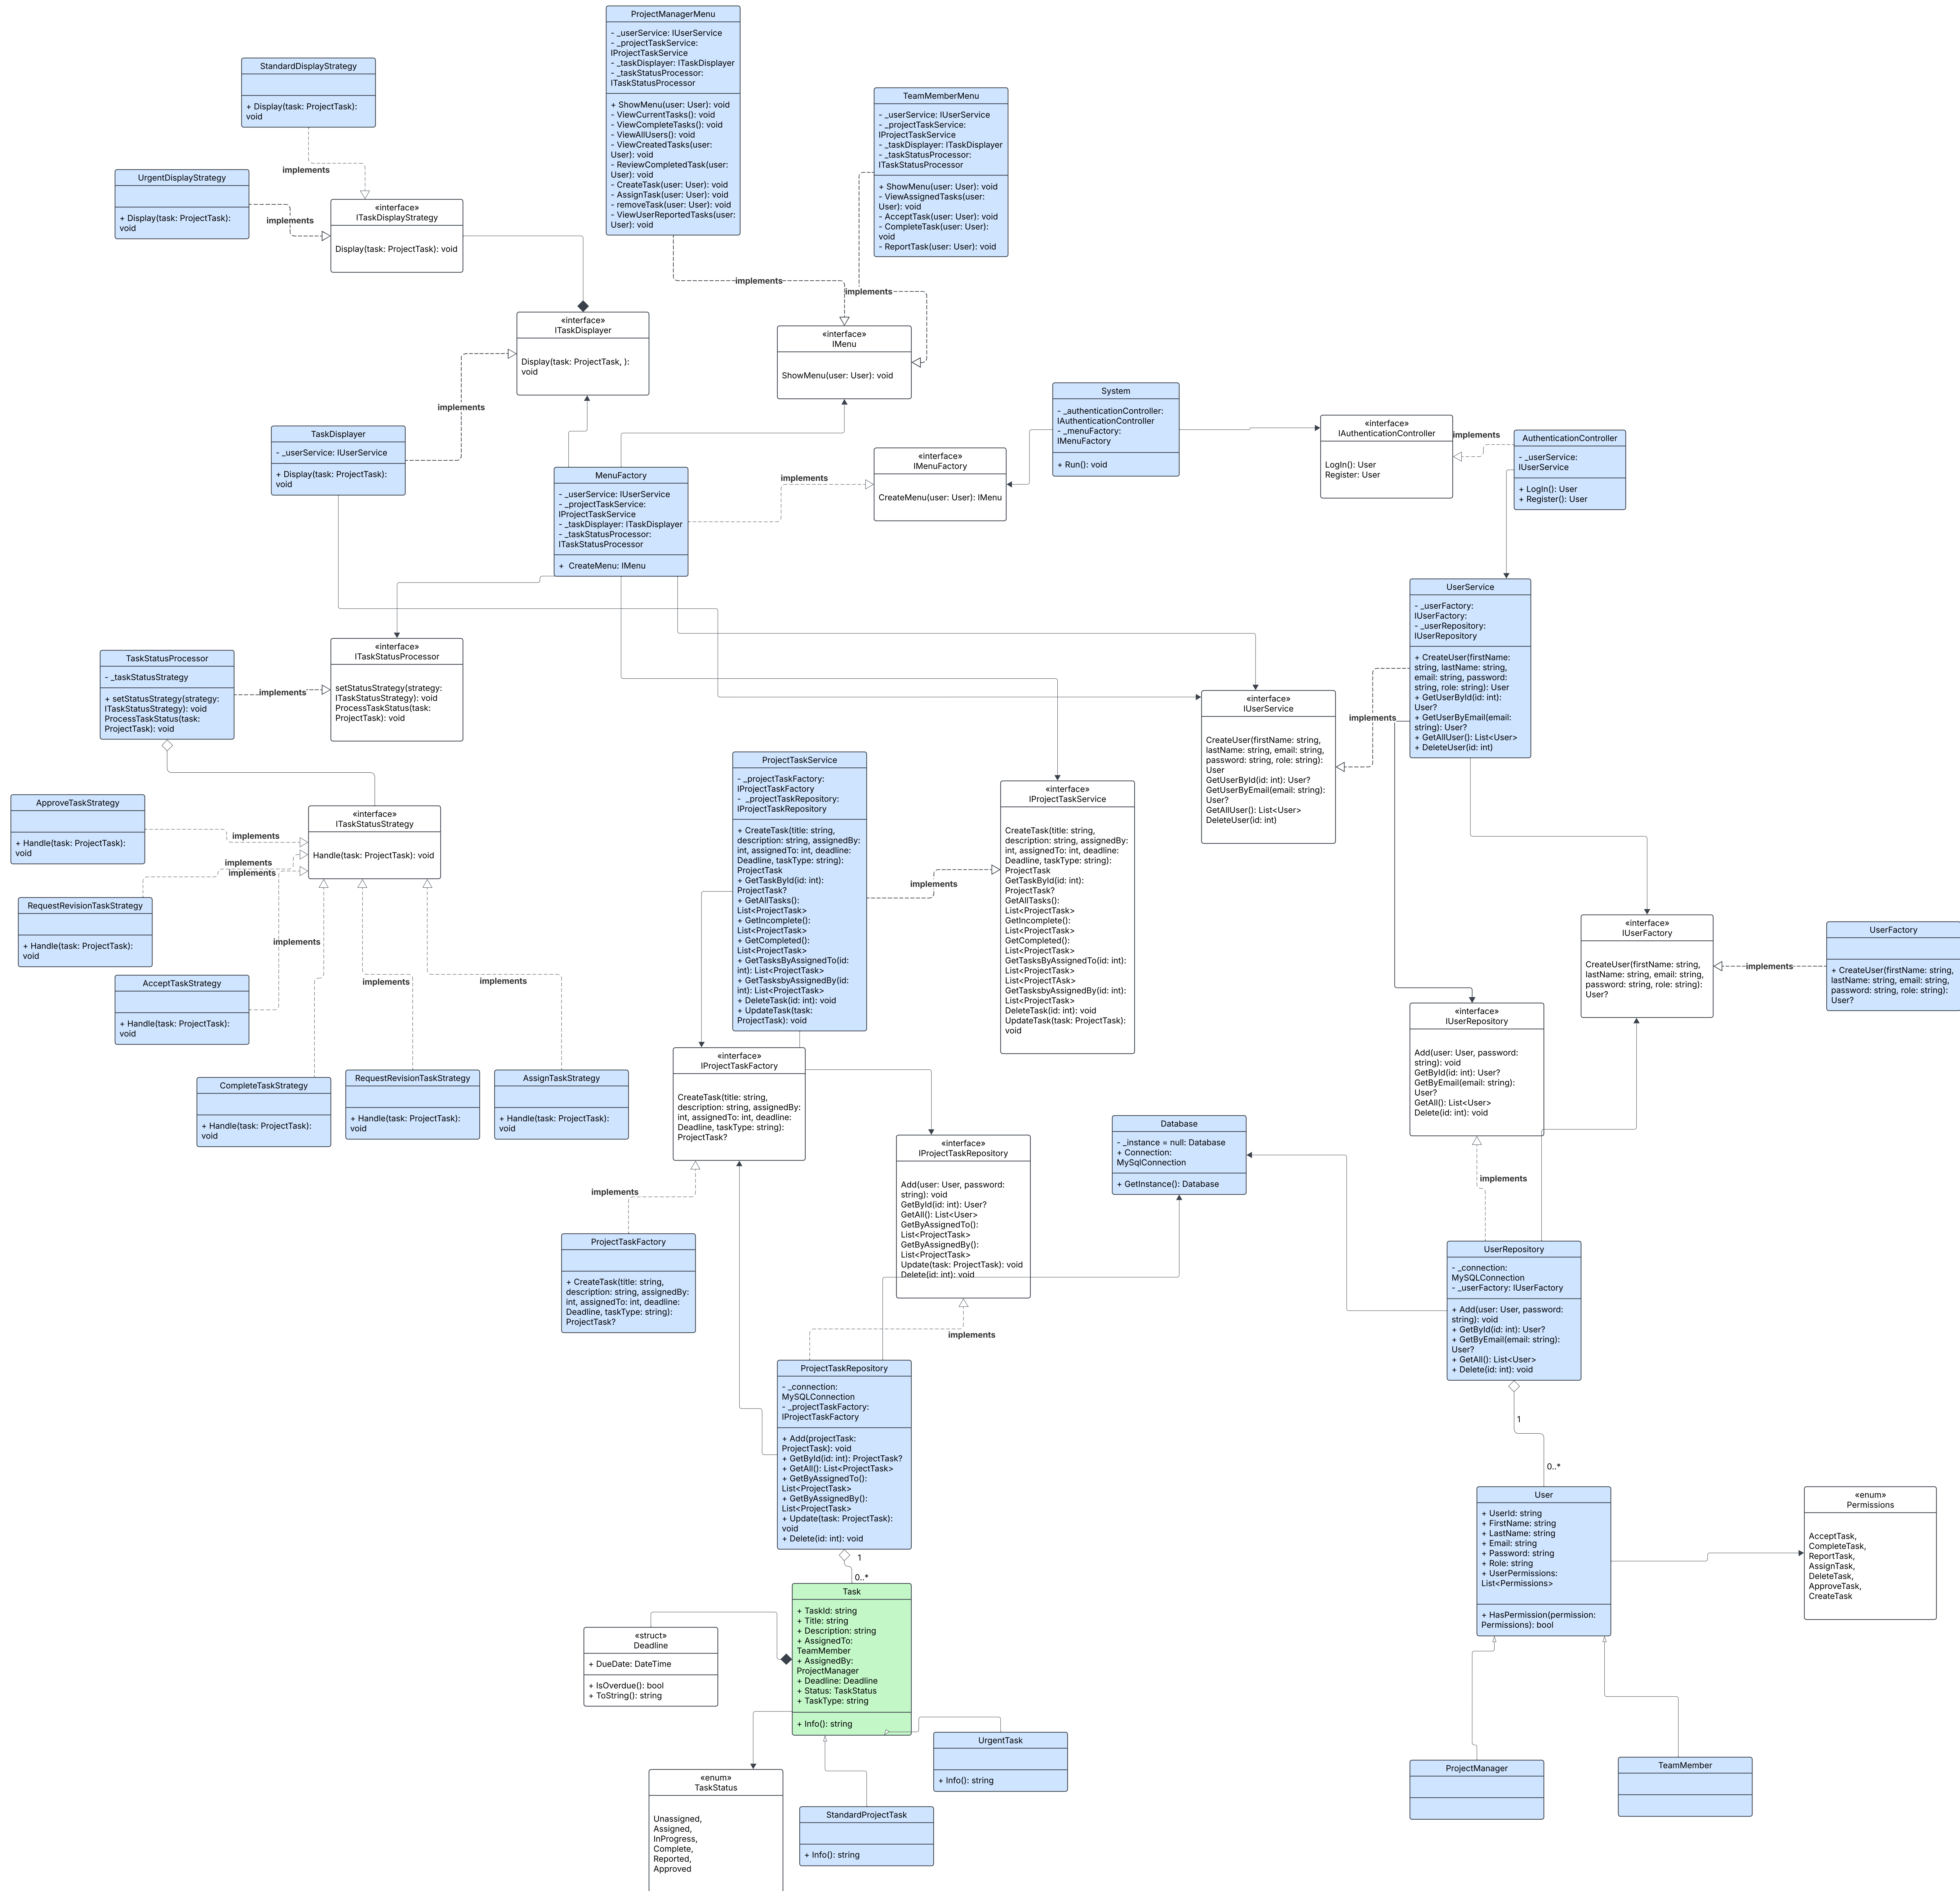 ProjectManagerMenu
- _userService: IUserService
- _projectTaskService:
IProjectTaskService
- _taskDisplayer: ITaskDisplayer
- _taskStatusProcessor:
ITaskStatusProcessor
+ ShowMenu(user: User): void
- ViewCurrentTasks(): void
- ViewCompleteTasks(): void
- ViewAllUsers(): void
- ViewCreatedTasks(user:
User): void
- ReviewCompletedTask(user:
User): void
- CreateTask(user: User): void
- AssignTask(user: User): void
- removeTask(user: User): void
- ViewUserReportedTasks(user:
User): void
StandardDisplayStrategy
+ Display(task: ProjectTask):
void
TeamMemberMenu
- _userService: IUserService
- _projectTaskService:
IProjectTaskService
- _taskDisplayer: ITaskDisplayer
- _taskStatusProcessor:
ITaskStatusProcessor
+ ShowMenu(user: User): void
- ViewAssignedTasks(user:
User): void
- AcceptTask(user: User): void
- CompleteTask(user: User):
void
- ReportTask(user: User): void
implements
UrgentDisplayStrategy
+ Display(task: ProjectTask):
void
implements
«interface»
ITaskDisplayStrategy
Display(task: ProjectTask): void
implements
implements
«interface»
ITaskDisplayer
Display(task: ProjectTask, ):
void
«interface»
IMenu
ShowMenu(user: User): void
implements
System
- _authenticationController:
IAuthenticationController
- _menuFactory:
IMenuFactory
+ Run(): void
«interface»
IAuthenticationController
LogIn(): User
Register: User
implements
AuthenticationController
- _userService:
IUserService
+ LogIn(): User
+ Register(): User
TaskDisplayer
- _userService: IUserService
+ Display(task: ProjectTask):
void
MenuFactory
- _userService: IUserService
- _projectTaskService:
IProjectTaskService
- _taskDisplayer: ITaskDisplayer
- _taskStatusProcessor:
ITaskStatusProcessor
+  CreateMenu: IMenu
implements
«interface»
IMenuFactory
CreateMenu(user: User): IMenu
UserService
- _userFactory:
IUserFactory:
- _userRepository:
IUserRepository
+ CreateUser(firstName:
string, lastName: string,
email: string, password:
string, role: string): User
+ GetUserById(id: int):
User?
+ GetUserByEmail(email:
string): User?
+ GetAllUser(): List<User>
+ DeleteUser(id: int)
TaskStatusProcessor
- _taskStatusStrategy
+ setStatusStrategy(strategy:
ITaskStatusStrategy): void
ProcessTaskStatus(task:
ProjectTask): void
implements
«interface»
ITaskStatusProcessor
setStatusStrategy(strategy:
ITaskStatusStrategy): void
ProcessTaskStatus(task:
ProjectTask): void
«interface»
IUserService
CreateUser(firstName: string,
lastName: string, email: string,
password: string, role: string):
User
GetUserById(id: int): User?
GetUserByEmail(email: string):
User?
GetAllUser(): List<User>
DeleteUser(id: int)
implements
ProjectTaskService
- _projectTaskFactory:
IProjectTaskFactory
-  _projectTaskRepository:
IProjectTaskRepository
+ CreateTask(title: string,
description: string, assignedBy:
int, assignedTo: int, deadline:
Deadline, taskType: string):
ProjectTask
+ GetTaskById(id: int):
ProjectTask?
+ GetAllTasks():
List<ProjectTask>
+ GetIncomplete():
List<ProjectTask>
+ GetCompleted():
List<ProjectTask>
+ GetTasksByAssignedTo(id:
int): List<ProjectTask>
+ GetTasksbyAssignedBy(id:
int): List<ProjectTask>
+ DeleteTask(id: int): void
+ UpdateTask(task:
ProjectTask): void
implements
«interface»
IProjectTaskService
CreateTask(title: string,
description: string, assignedBy:
int, assignedTo: int, deadline:
Deadline, taskType: string):
ProjectTask
GetTaskById(id: int):
ProjectTask?
GetAllTasks():
List<ProjectTask>
GetIncomplete():
List<ProjectTask>
GetCompleted():
List<ProjectTask>
GetTasksByAssignedTo(id: int):
List<ProjectTask>
List<ProjectTAsk>
GetTasksbyAssignedBy(id: int):
List<ProjectTask>
DeleteTask(id: int): void
UpdateTask(task: ProjectTask):
void
ApproveTaskStrategy
+ Handle(task: ProjectTask):
void
implements
«interface»
ITaskStatusStrategy
Handle(task: ProjectTask): void
implements
implements
RequestRevisionTaskStrategy
+ Handle(task: ProjectTask):
void
implements
AcceptTaskStrategy
+ Handle(task: ProjectTask):
void
implements
implements
CompleteTaskStrategy
+ Handle(task: ProjectTask):
void
RequestRevisionTaskStrategy
+ Handle(task: ProjectTask):
void
AssignTaskStrategy
+ Handle(task: ProjectTask):
void
«interface»
IUserFactory
CreateUser(firstName: string,
lastName: string, email: string,
password: string, role: string):
User?
implements
UserFactory
+ CreateUser(firstName: string,
lastName: string, email: string,
password: string, role: string):
User?
«interface»
IUserRepository
Add(user: User, password:
string): void
GetById(id: int): User?
GetByEmail(email: string):
User?
GetAll(): List<User>
Delete(id: int): void
«interface»
IProjectTaskFactory
CreateTask(title: string,
description: string, assignedBy:
int, assignedTo: int, deadline:
Deadline, taskType: string):
ProjectTask?
Database
- _instance = null: Database
+ Connection:
MySqlConnection
+ GetInstance(): Database
«interface»
IProjectTaskRepository
Add(user: User, password:
string): void
GetById(id: int): User?
GetAll(): List<User>
GetByAssignedTo():
List<ProjectTask>
GetByAssignedBy():
List<ProjectTask>
Update(task: ProjectTask): void
Delete(id: int): void
implements
implements
ProjectTaskFactory
+ CreateTask(title: string,
description: string, assignedBy:
int, assignedTo: int, deadline:
Deadline, taskType: string):
ProjectTask?
UserRepository
- _connection:
MySQLConnection
- _userFactory: IUserFactory
+ Add(user: User, password:
string): void
+ GetById(id: int): User?
+ GetByEmail(email: string):
User?
+ GetAll(): List<User>
+ Delete(id: int): void
implements
ProjectTaskRepository
- _connection:
MySQLConnection
- _projectTaskFactory:
IProjectTaskFactory
+ Add(projectTask:
ProjectTask): void
+ GetById(id: int): ProjectTask?
+ GetAll(): List<ProjectTask>
+ GetByAssignedTo():
List<ProjectTask>
+ GetByAssignedBy():
List<ProjectTask>
+ Update(task: ProjectTask):
void
+ Delete(id: int): void
1
0..*
User
+ UserId: string
+ FirstName: string
+ LastName: string
+ Email: string
+ Password: string
+ Role: string
+ UserPermissions:
List<Permissions>
+ HasPermission(permission:
Permissions): bool
«enum»
Permissions
AcceptTask,
CompleteTask,
ReportTask,
AssignTask,
DeleteTask,
ApproveTask,
CreateTask
1
0..*
Task
+ TaskId: string
+ Title: string
+ Description: string
+ AssignedTo:
TeamMember
+ AssignedBy:
ProjectManager
+ Deadline: Deadline
+ Status: TaskStatus
+ TaskType: string
+ Info(): string
«struct»
Deadline
+ DueDate: DateTime
+ IsOverdue(): bool
+ ToString(): string
UrgentTask
+ Info(): string
«enum»
TaskStatus
Unassigned,
Assigned,
InProgress,
Complete,
Reported,
Approved
StandardProjectTask
+ Info(): string
ProjectManager
TeamMember